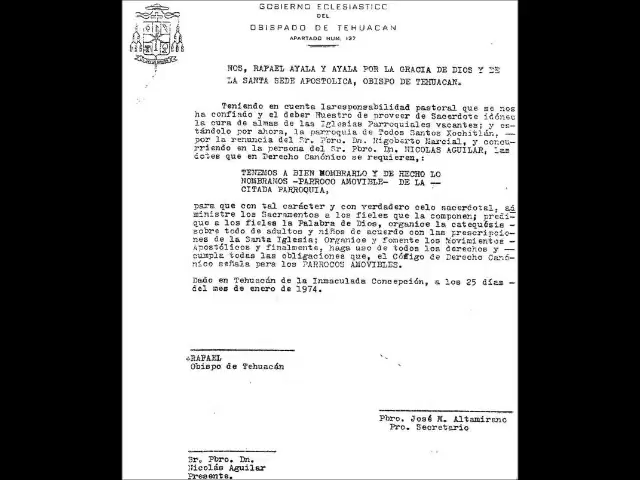 GOBIERNO ECLESIASTICO
DEL
OBISPADO DE TEHUACAN
APARTADO NUM. 137
NOS, RAFAEL AYALA Y AYALA POR LA GRACIA DE DIOS Y DE
LA SANTA SEDE APOSTOLICA, OBISPO DE TEHUACAN.
Teniendo en cuenta laresponsabilidad pastoral que se nos
ha confiado y el deber Nuestro de proveer de Sacerdote idóneo
la cura de almas de las Iglesias Parroquiales vacantes; y es-
tándolo por ahora, la parroquia de Todos Santos Xochitlán, —
por la renuncia del Sr. Pbro. Dn. Rigoberto Marcial, y concu-
rriendo en la persona del Sr. Pbro. Dn. NICOLAS AGUILAR, las
dotes que en Derecho Canónico se requieren,:
TENEMOS A BIEN NOMBRARLO Y DE HECHO LO
NOMBRAMOS -PARROCO AMOVIBLE- DE LA —
CITADA PARROQUIA,
para que con tal carácter y con verdadero celo sacerdotal, ad
ministre los Sacramentos a los fieles que la componen; predi-
que a los fieles la Palabra de Dios, organice la catequésis -
sobre todo de adultos y niños de acuerdo con las prescripcio-
nes de la Santa Iglesia; Organice y fomente los Movimientos -
Apostólicos y finalmente, haga uso de todos los derechos y —
cumpla todas las obligaciones que, el Código de Derecho Canó-
nico señala para los PARROCOS AMOVIBLES.
Dado en Tehuacán de la Inmaculada Concepción, a los 25 días -
del mes de enero de 1974.
+RAFAEL
Obispo de Tehuacán
Pbro. José M. Altamirano
Pro. Secretario
Sr. Pbro. Dn.
Nicolás Aguilar
Presente.